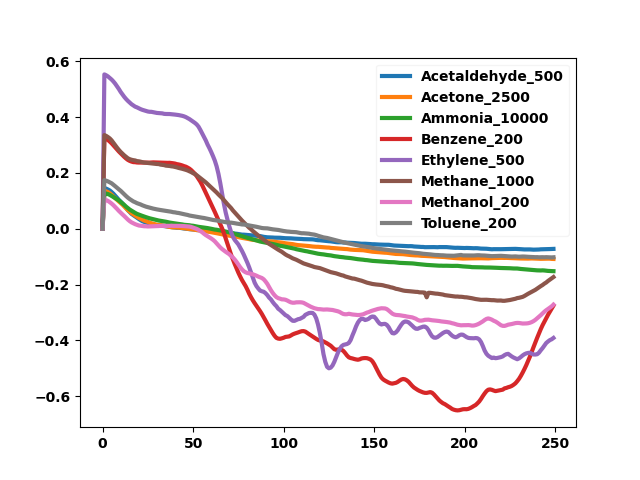 0.6
0.4
0.2
0.0
−0.2
−0.4
−0.6
0
50
100
150
200
250
Acetaldehyde_500
Acetone_2500
Ammonia_10000
Benzene_200
Ethylene_500
Methane_1000
Methanol_200
Toluene_200